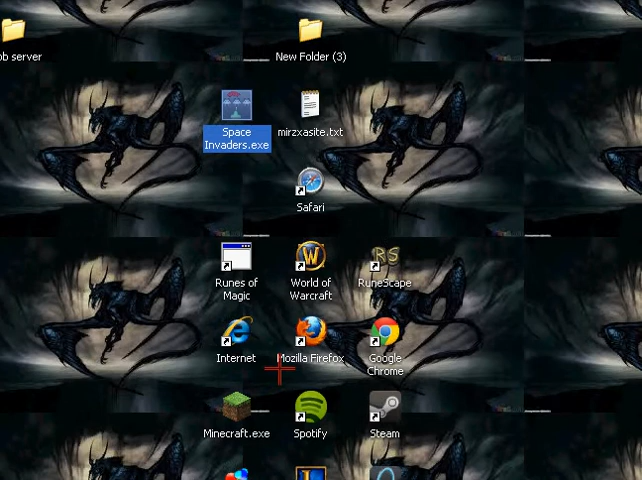 ob server
New Folder (3)
Space
Invaders.exe
mirzxasite.txt
Safari
Runes of
Magic
World of
Warcraft
RuneScape
Internet
Mozilla Firefox
Google
Chrome
Minecraft.exe
Spotify
Steam